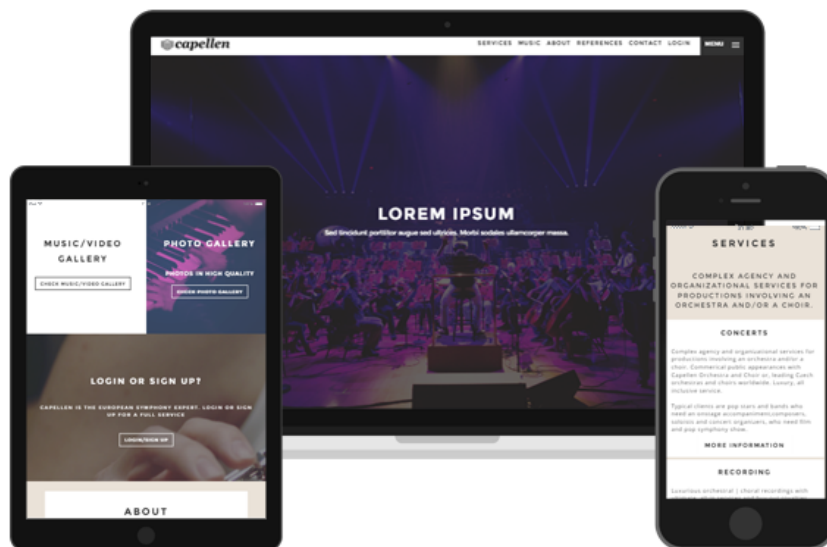 capellen
SERVICES MUSIC ABOUT REFERENCES CONTACT LOGIN MENU
LOREM IPSUM
Sed tincidunt porttitor augue sed ultrices. Morbi sodales ullamcorper massa.
MUSIC/VIDEO
GALLERY
CHECK MUSIC/VIDEO GALLERY
PHOTO GALLERY
PHOTOS IN HIGH QUALITY
CHECK PHOTO GALLERY
LOGIN OR SIGN UP?
CAPELLEN IS THE EUROPEAN SYMPHONY EXPERT. LOGIN OR SIGN
UP FOR A FULL SERVICE
LOGIN/SIGN UP
ABOUT
SERVICES
COMPLEX AGENCY AND
ORGANIZATIONAL SERVICES FOR
PRODUCTIONS INVOLVING AN
ORCHESTRA AND/OR A CHOIR.
CONCERTS
Complex agency and organizational services for
productions involving an orchestra and/or a
choir. Commerical public appearances with
Capellen Orchestra and Choir or, leading Czech
orchestras and choirs worldwide. Luxury, all
inclusive service.
Typical clients are pop stars and bands who
need an onstage accompaniment,composers,
soloists and concert organizers, who need film
and pop symphony show.
MORE INFORMATION
RECORDING
Luxurious orchestral | choral recordings with